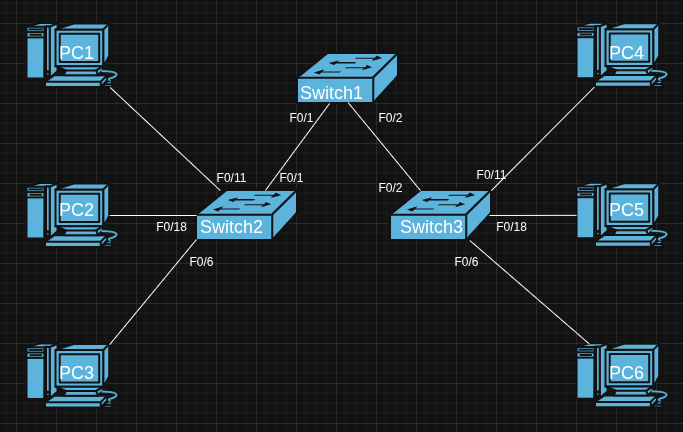 PC1
PC4
Switch1
F0/1
F0/2
F0/11
F0/1
F0/2
F0/11
PC2
F0/18
Switch2
Switch3
F0/18
PC5
F0/6
F0/6
PC3
PC6